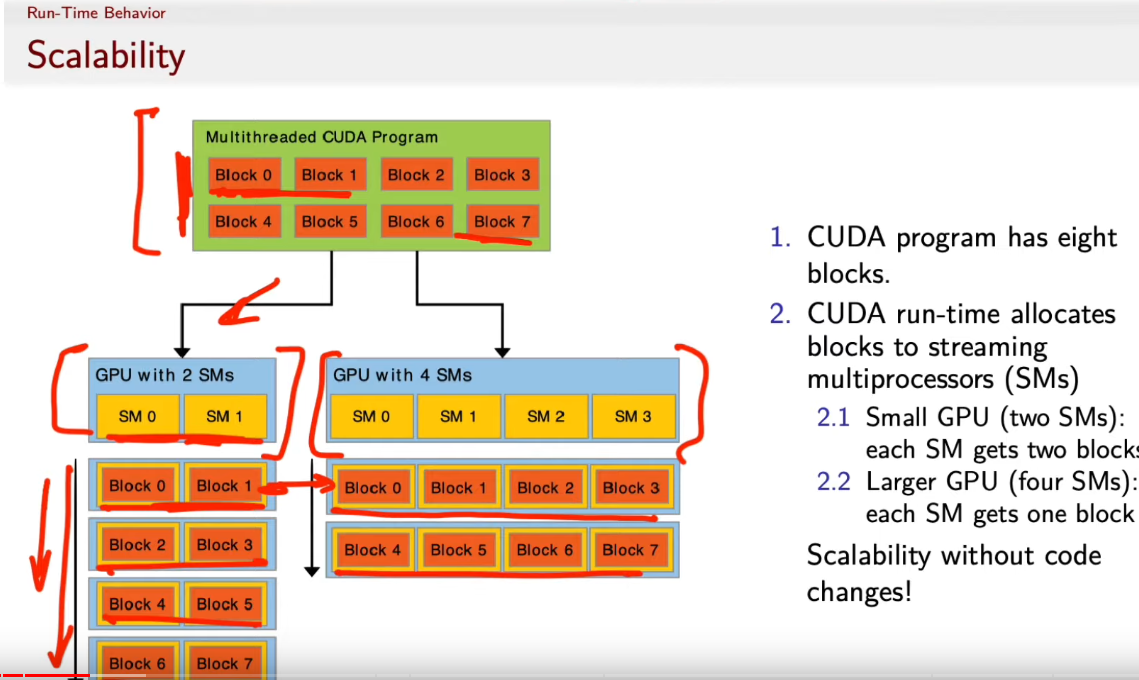 Run-Time Behavior
Scalability
Multithreaded CUDA Program
Block 0 Block 1 Block 2 Block 3
Block 4 Block 5 Block 6 Block 7
GPU with 2 SMs
SM 0 SM 1
Block 0 Block 1
Block 2 Block 3
Block 4 Block 5
Block 6 Block 7
GPU with 4 SMs
SM 0 SM 1 SM 2 SM 3
Block 0 Block 1 Block 2 Block 3
Block 4 Block 5 Block 6 Block 7
1. CUDA program has eight
blocks.
2. CUDA run-time allocates
blocks to streaming
multiprocessors (SMs)
2.1 Small GPU (two SMs):
each SM gets two blocks
2.2 Larger GPU (four SMs):
each SM gets one block
Scalability without code
changes!